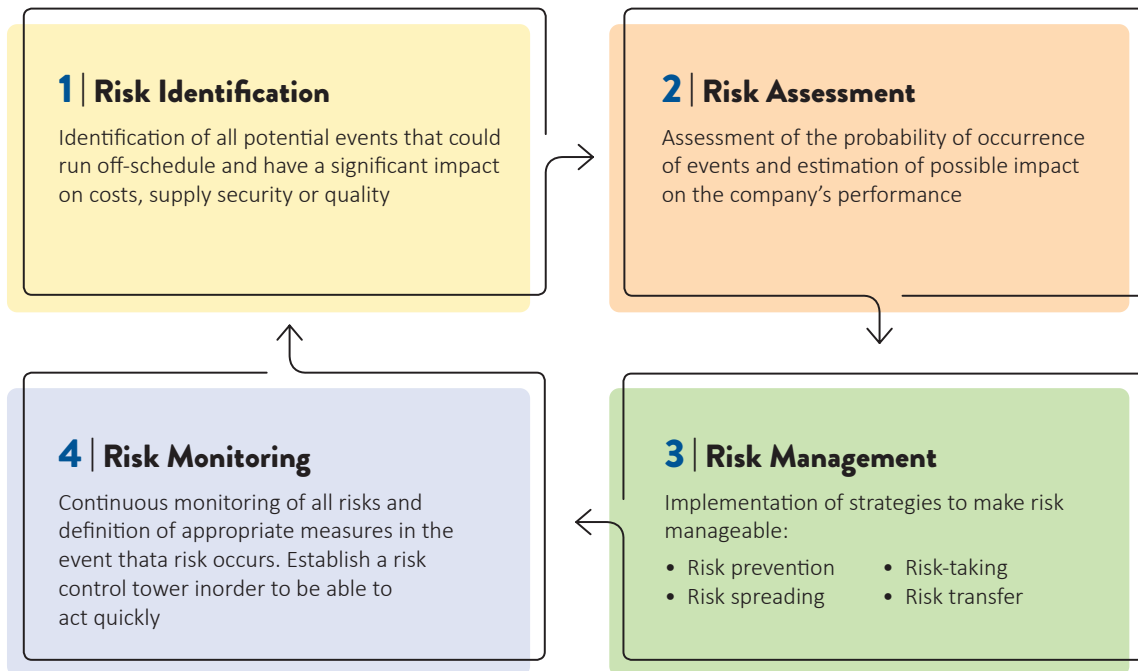 1 | Risk Identification
Identification of all potential events that could
run off-schedule and have a significant impact
on costs, supply security or quality
2 | Risk Assessment
Assessment of the probability of occurrence
of events and estimation of possible impact
on the company’s performance
3 | Risk Management
Implementation of strategies to make risk
manageable:
• Risk prevention • Risk-taking
• Risk spreading • Risk transfer
4 | Risk Monitoring
Continuous monitoring of all risks and
definition of appropriate measures in the
event thata risk occurs. Establish a risk
control tower inorder to be able to
act quickly